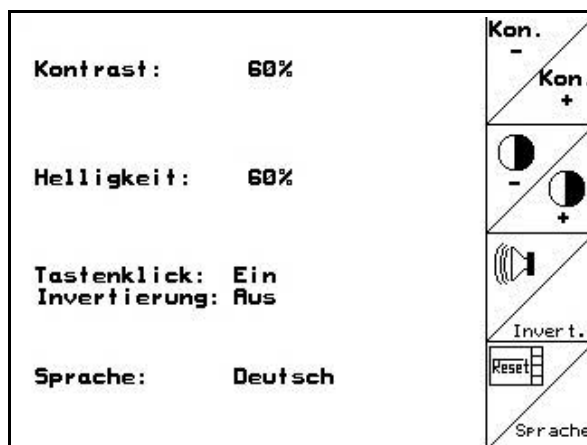 Kon.
-
Kon.
+
Kontrast: 60%
Helligkeit: 60%
-
+
Tastenklick: Ein
Invertierung: Aus
Invert.
Reset
Sprache: Deutsch
Sprache